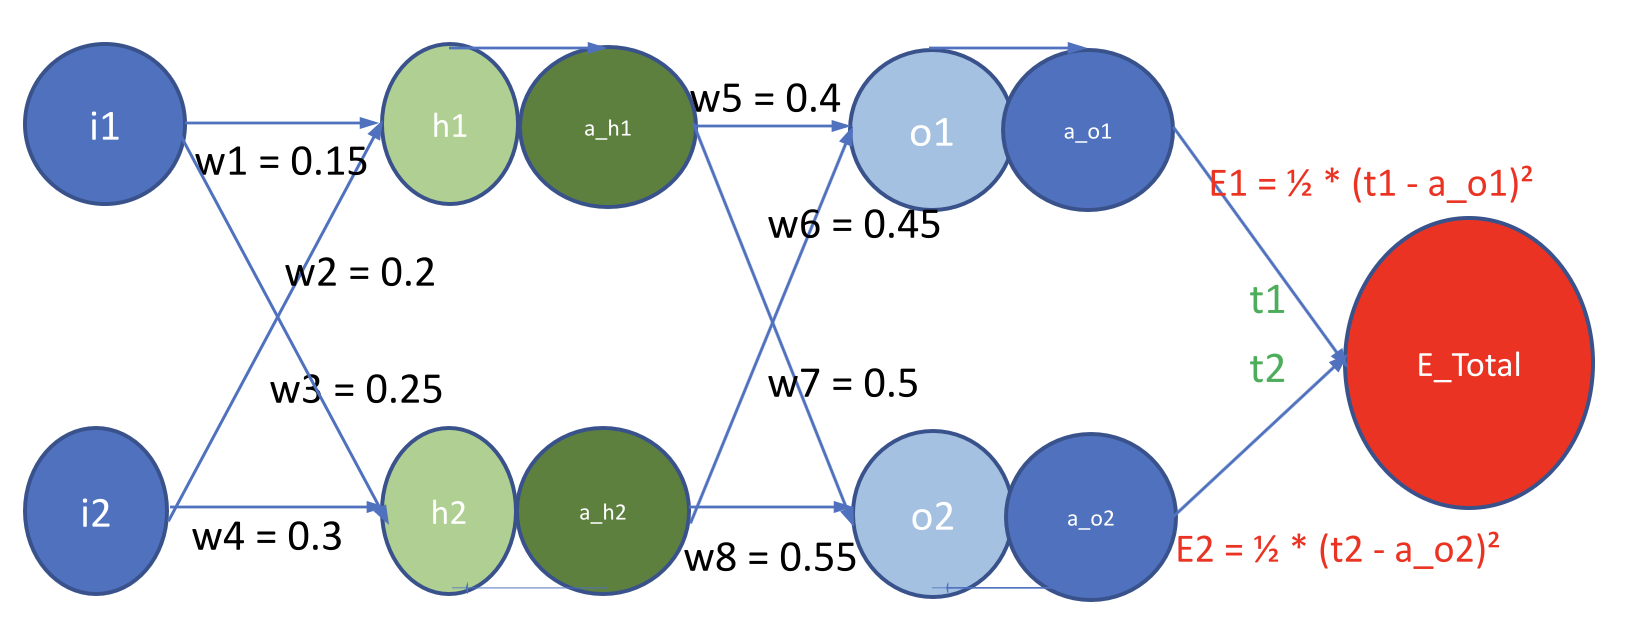 i1
h1
a_h1
w5 = 0.4
o1
a_o1
w1 = 0.15
E1 = ½ * (t1 - a_o1)²
w6 = 0.45
w2 = 0.2
t1
t2
E_Total
w3 = 0.25
w7 = 0.5
i2
h2
a_h2
o2
a_o2
w4 = 0.3
w8 = 0.55
E2 = ½ * (t2 - a_o2)²